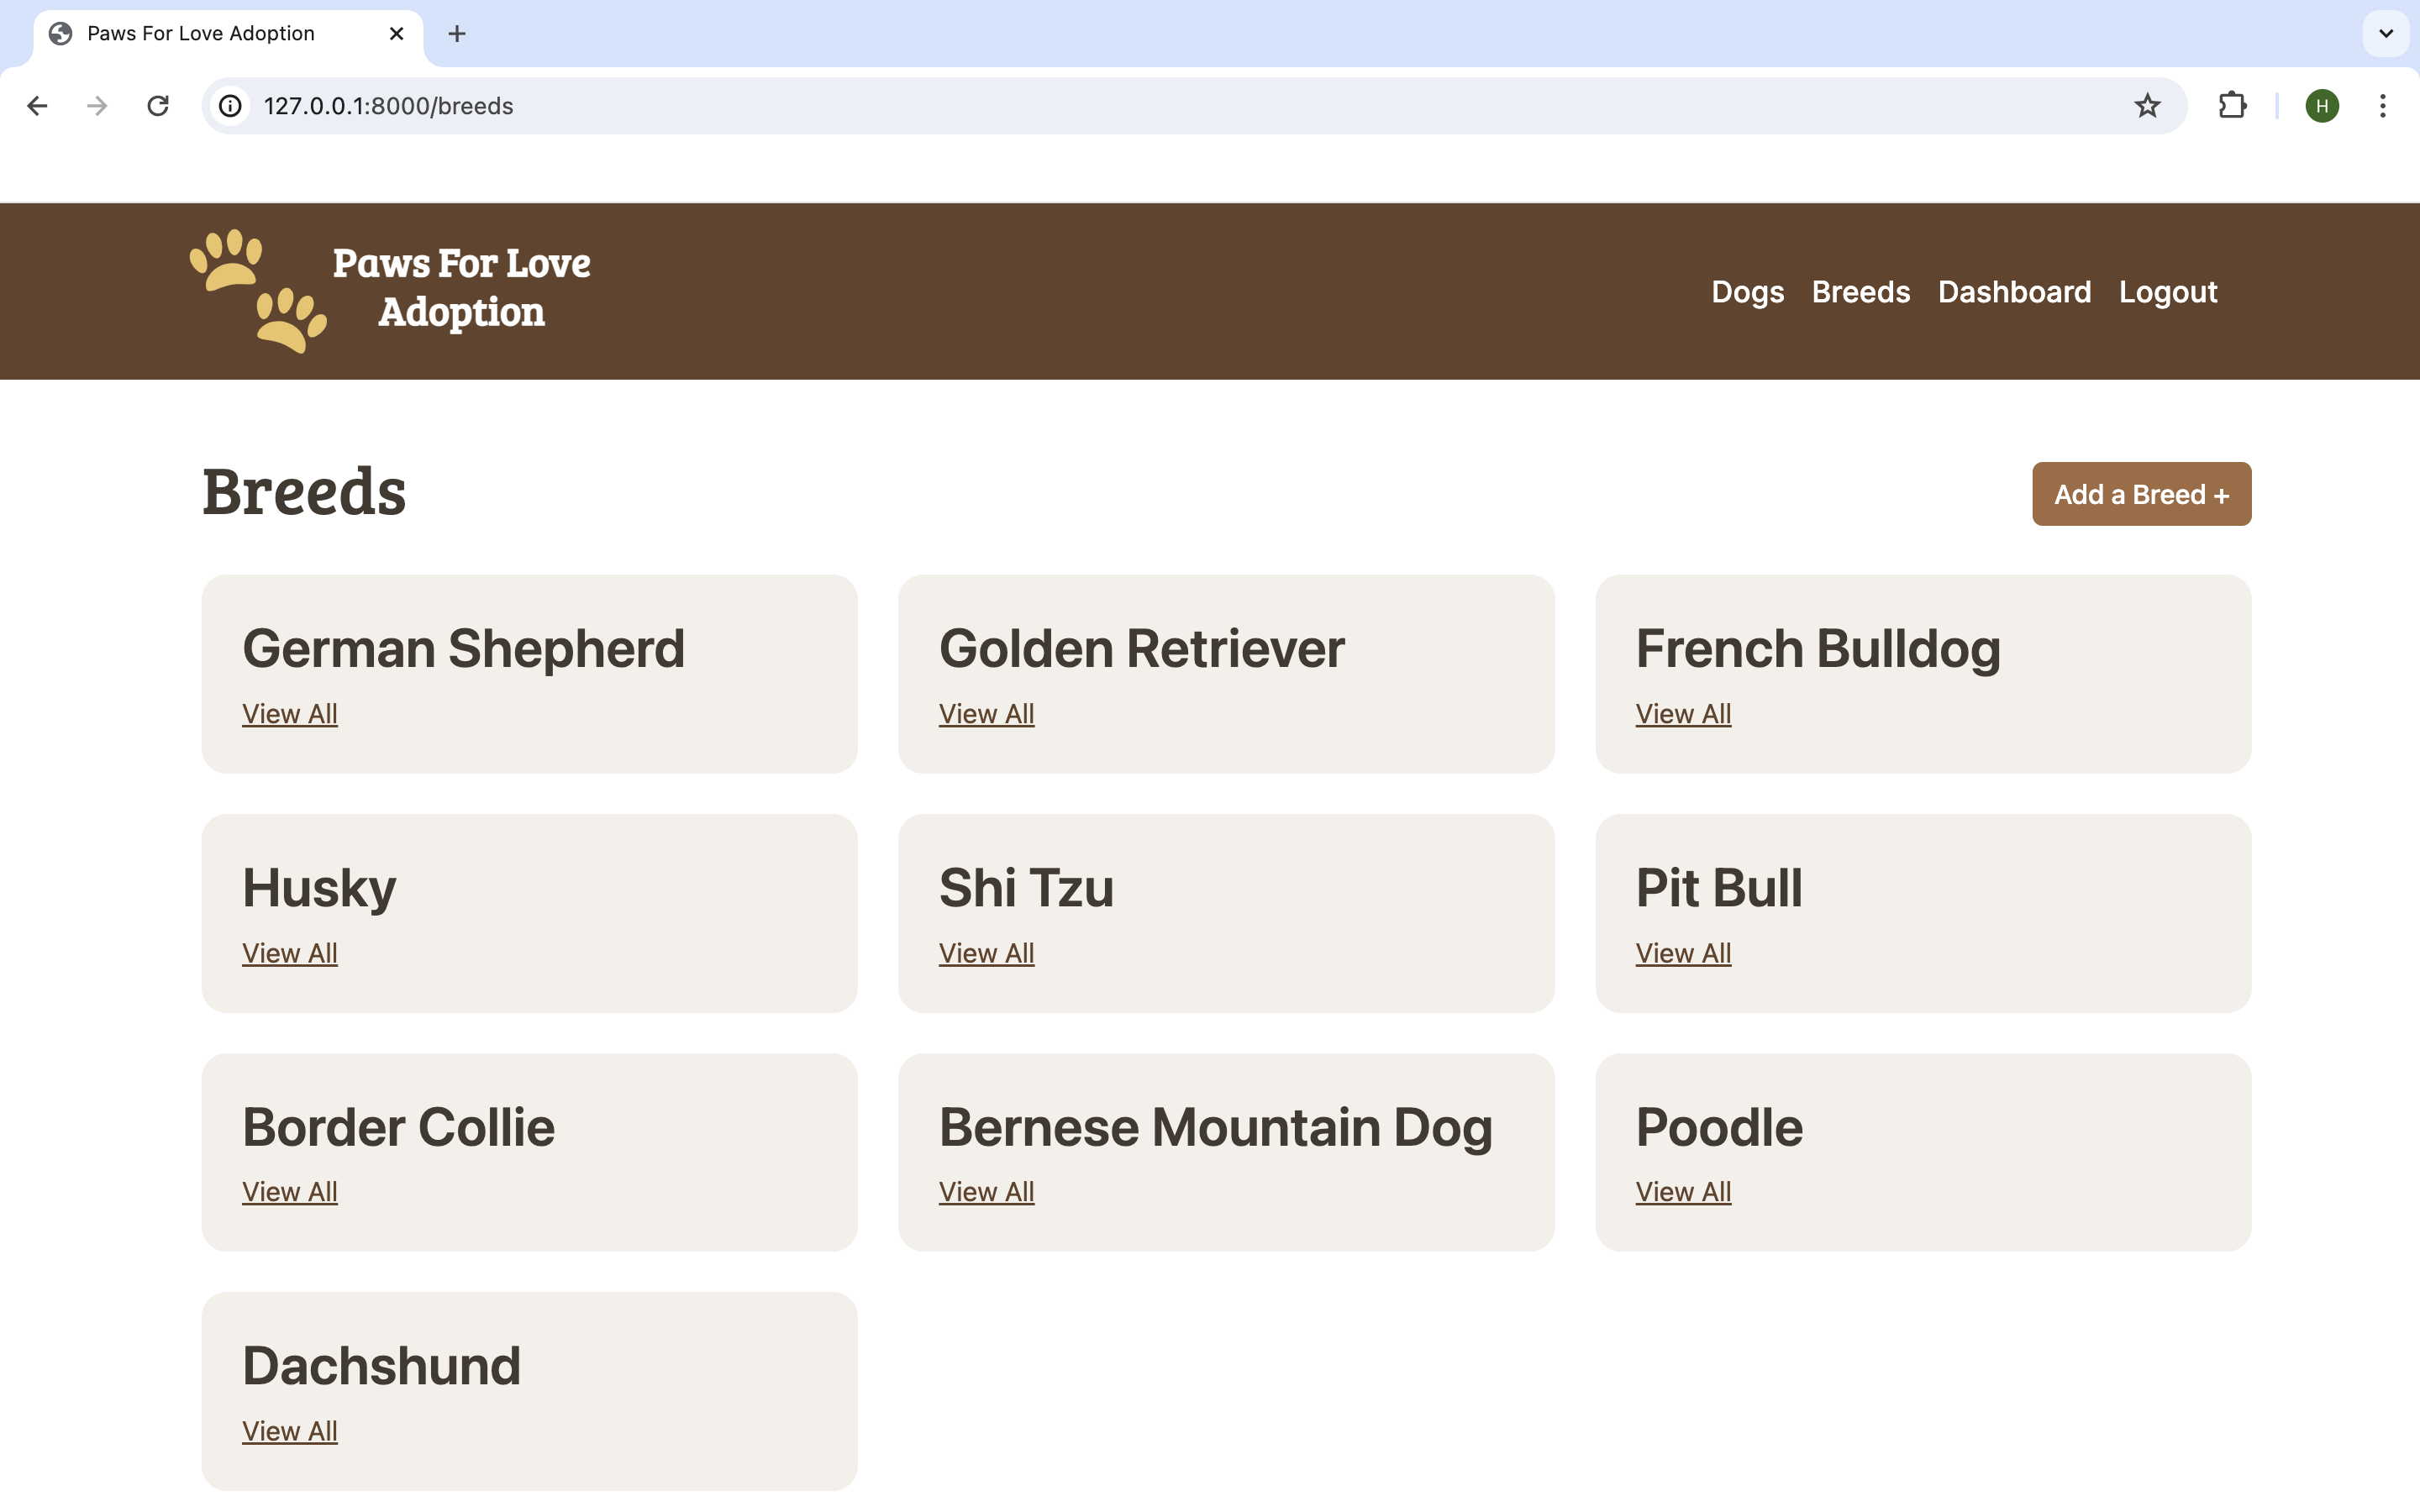 Paws For Love Adoption
127.0.0.1:8000/breeds
H
Paws For Love
Adoption
Dogs Breeds Dashboard Logout
Breeds
Add a Breed +
German Shepherd
View All
Golden Retriever
View All
French Bulldog
View All
Husky
View All
Shi Tzu
View All
Pit Bull
View All
Border Collie
View All
Bernese Mountain Dog
View All
Poodle
View All
Dachshund
View All